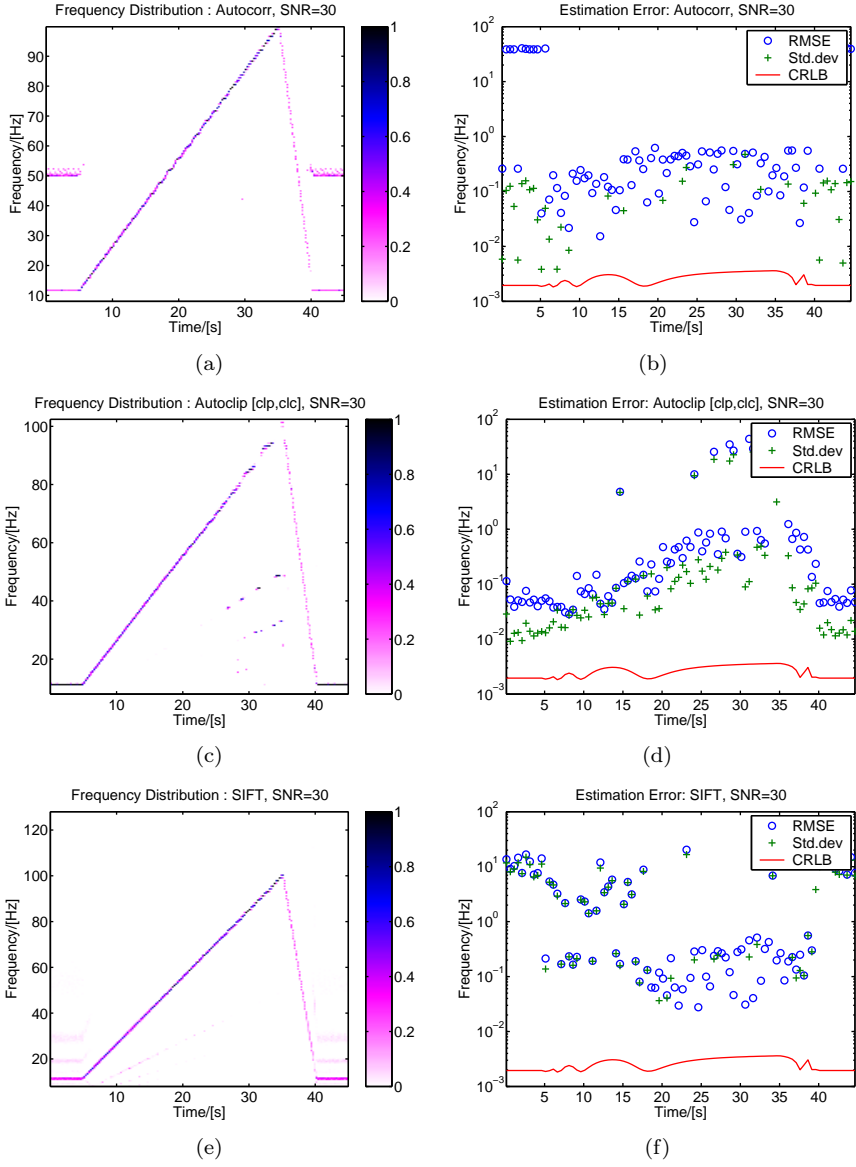 Frequency Distribution : Autocorr, SNR=30
Frequency/[Hz]
100
90
80
70
60
50
40
30
20
10
10 20 30 40
Time/[s]
1
0.8
0.6
0.4
0.2
0
(a)
Estimation Error: Autocorr, SNR=30
Frequency/[Hz]
10^2
10^1
10^0
10^-1
10^-2
10^-3
5 10 15 20 25 30 35 40
Time/[s]
RMSE
Std.dev
CRLB
(b)
Frequency Distribution : Autoclip [clp,clc], SNR=30
Frequency/[Hz]
100
80
60
40
20
10 20 30 40
Time/[s]
1
0.8
0.6
0.4
0.2
0
(c)
Estimation Error: Autoclip [clp,clc], SNR=30
Frequency/[Hz]
10^2
10^1
10^0
10^-1
10^-2
10^-3
5 10 15 20 25 30 35 40
Time/[s]
RMSE
Std.dev
CRLB
(d)
Frequency Distribution : SIFT, SNR=30
Frequency/[Hz]
120
100
80
60
40
20
10 20 30 40
Time/[s]
1
0.8
0.6
0.4
0.2
0
(e)
Estimation Error: SIFT, SNR=30
Frequency/[Hz]
10^2
10^1
10^0
10^-1
10^-2
10^-3
5 10 15 20 25 30 35 40
Time/[s]
RMSE
Std.dev
CRLB
(f)